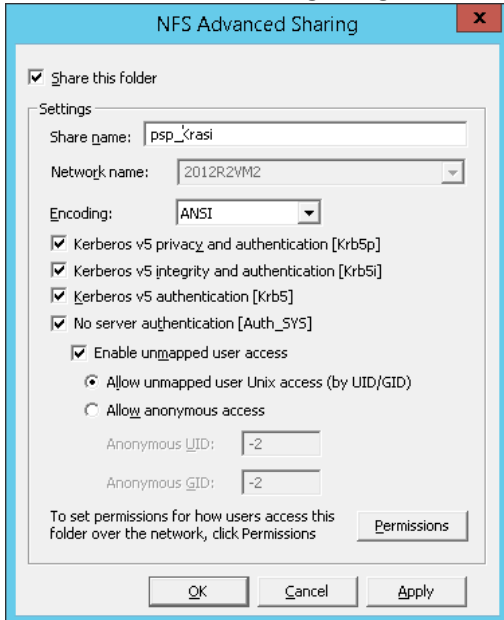 NFS Advanced Sharing
x
Share this folder
Settings
Share name: psp_Krasi
Network name: 2012R2VM2
Encoding: ANSI
Kerberos v5 privacy and authentication [Krb5p]
Kerberos v5 integrity and authentication [Krb5i]
Kerberos v5 authentication [Krb5]
No server authentication [Auth_SYS]
Enable unmapped user access
Allow unmapped user Unix access (by UID/GID)
Allow anonymous access
Anonymous UID: -2
Anonymous GID: -2
To set permissions for how users access this
folder over the network, click Permissions
Permissions
OK Cancel Apply